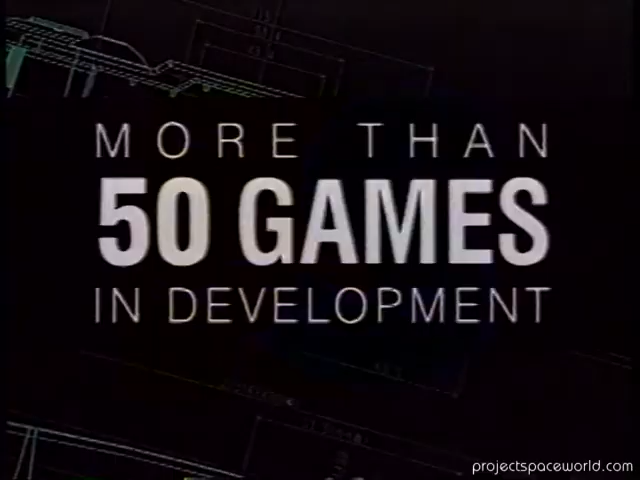 MORE THAN
50 GAMES
IN DEVELOPMENT
projectspaceworld.com